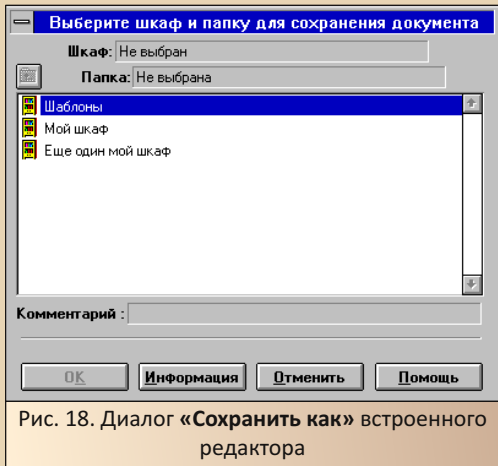 Выберите шкаф и папку для сохранения документа
Шкаф: Не выбран
Папка: Не выбрана
Шаблоны
Мой шкаф
Еще один мой шкаф
Комментарий :
OK
Информация
Отменить
Помощь
Рис. 18. Диалог «Сохранить как» встроенного
редактора